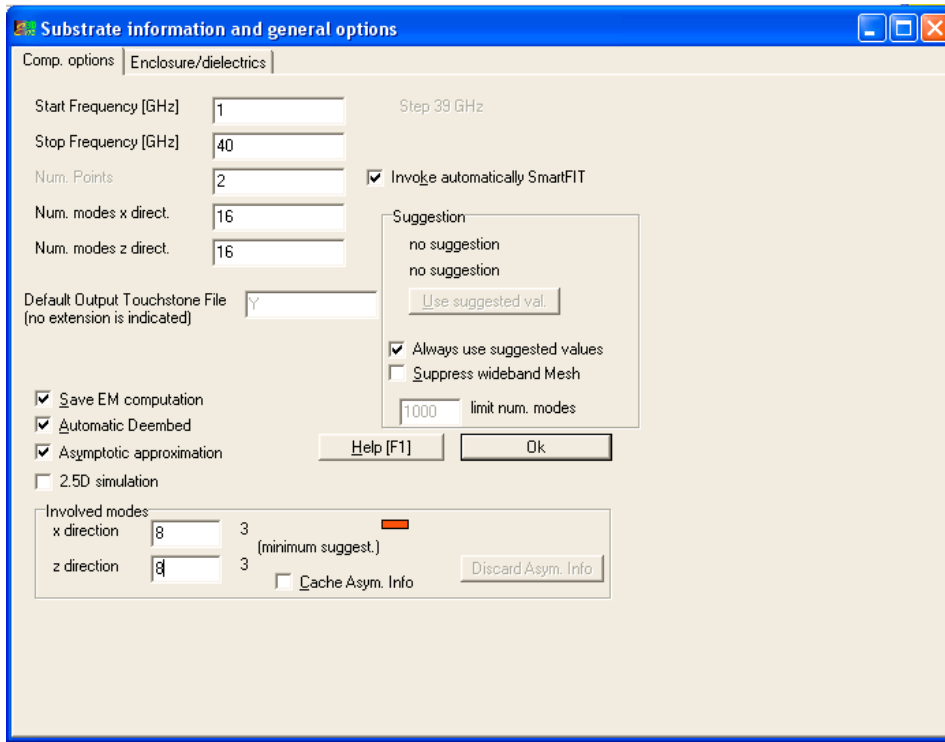 Substrate information and general options
Comp. options Enclosure/dielectrics
Start Frequency [GHz] 1 Step 39 GHz
Stop Frequency [GHz] 40
Num. Points 2 Invoke automatically SmartFIT
Num. modes x direct. 16 Suggestion
no suggestion
Num. modes z direct. 16
no suggestion
Default Output Touchstone File Y Use suggested val.
(no extension is indicated)
Always use suggested values
Suppress wideband Mesh
Save EM computation 1000 limit num. modes
Automatic Deembed
Asymptotic approximation Help [F1] Ok
2.5D simulation
Involved modes
x direction 8 3
(minimum suggest.)
z direction 8 3 Discard Asym. Info
Cache Asym. Info